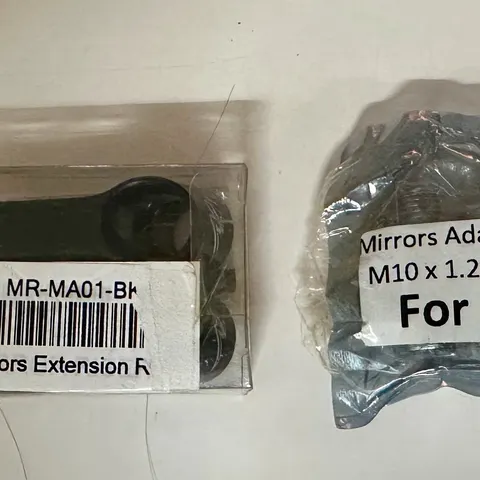 MR-MA01-BK
ors Extension R
Mirrors Ada
M10 x 1.2
For